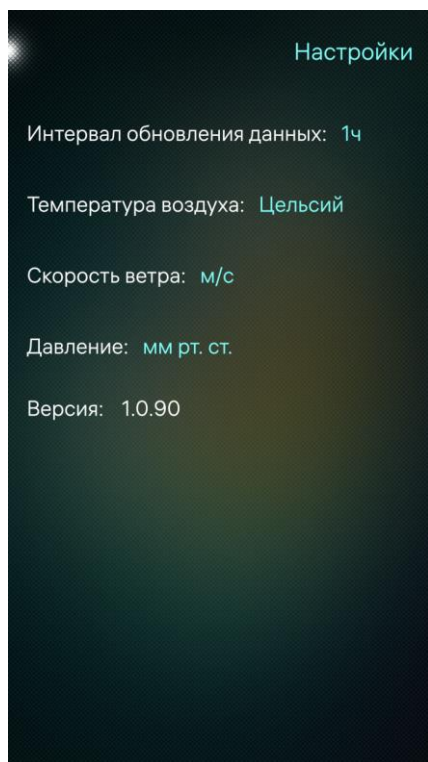 Настройки
Интервал обновления данных: 1ч
Температура воздуха: Цельсий
Скорость ветра: м/с
Давление: мм рт. ст.
Версия: 1.0.90